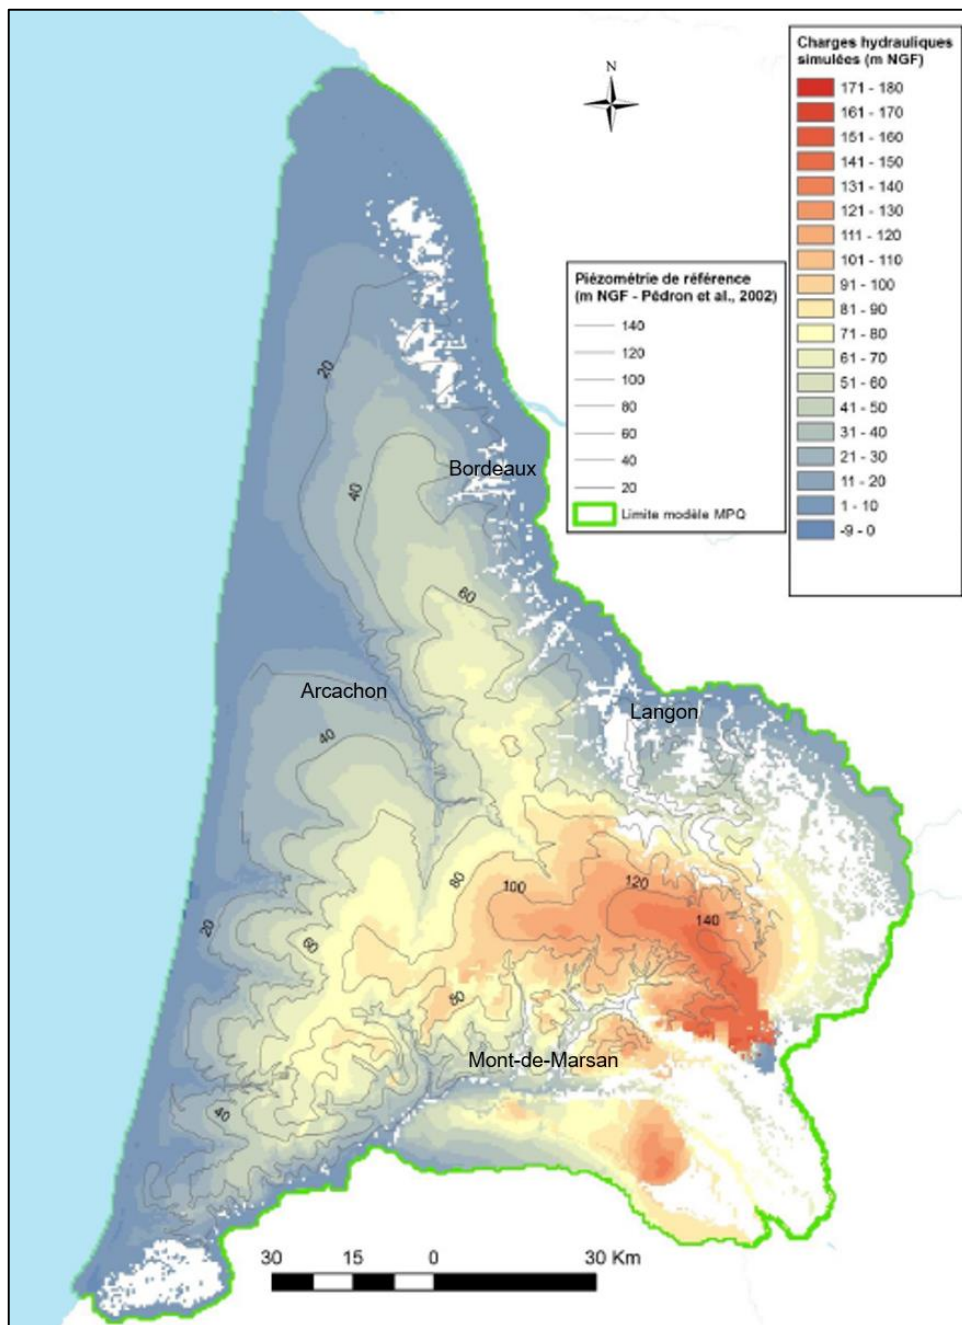 N
Charges hydrauliques
simulées (m NGF)
171 - 180
161 - 170
151 - 160
141 - 150
131 - 140
121 - 130
111 - 120
101 - 110
91 - 100
81 - 90
71 - 80
61 - 70
51 - 60
41 - 50
31 - 40
21 - 30
11 - 20
1 - 10
-9 - 0
Piézométrie de référence
(m NGF - Pédron et al., 2002)
140
120
100
80
60
40
20
Limite modèle MPQ
20
Bordeaux
40
60
Arcachon
Langon
40
80
100
120
140
20
60
80
Mont-de-Marsan
40
30 15 0 30 Km